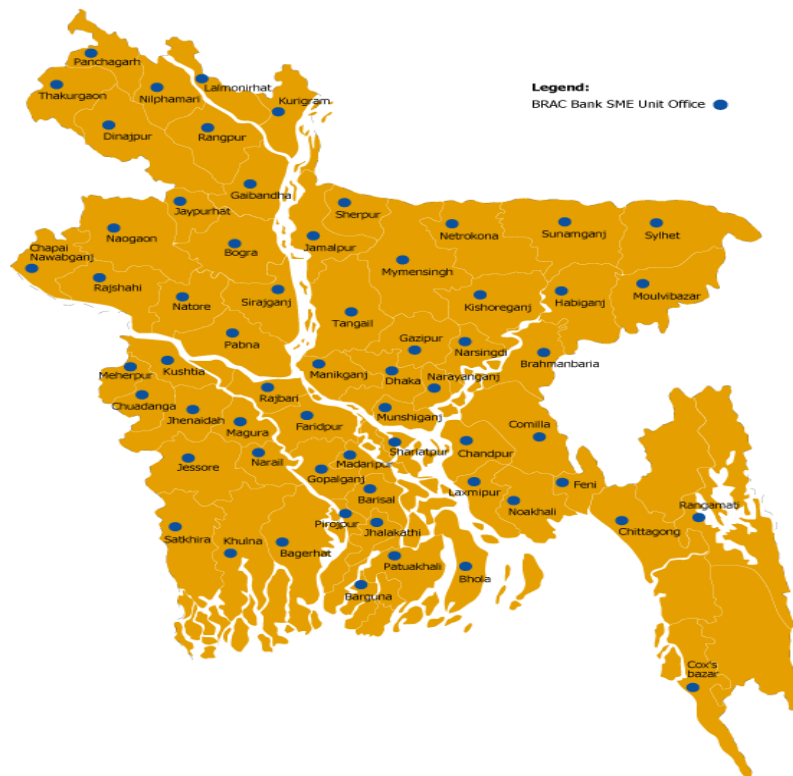 Legend:
BRAC Bank SME Unit Office
Panchagarh
Lalmonirhat
Thakurgaon
Nilphamari
Kurigram
Dinajpur
Rangpur
Gaibandha
Jaypurhat
Sherpur
Naogaon
Jamalpur
Netrokona
Sunamganj
Sylhet
Chapai
Nawabganj
Bogra
Mymensingh
Rajshahi
Natore
Sirajganj
Kishoreganj
Habiganj
Moulvibazar
Tangail
Pabna
Gazipur
Narsingdi
Brahmanbaria
Meherpur
Kushtia
Manikganj
Dhaka
Narayanganj
Rajbari
Chuadanga
Jhenaidah
Magura
Faridpur
Munshiganj
Comilla
Shariatpur
Chandpur
Jessore
Narail
Gopalganj
Madaripur
Barisal
Laxmipur
Noakhali
Feni
Rangamati
Pirojpur
Jhalakathi
Chittagong
Satkhira
Khulna
Bagerhat
Patuakhali
Bhola
Barguna
Cox's
bazar